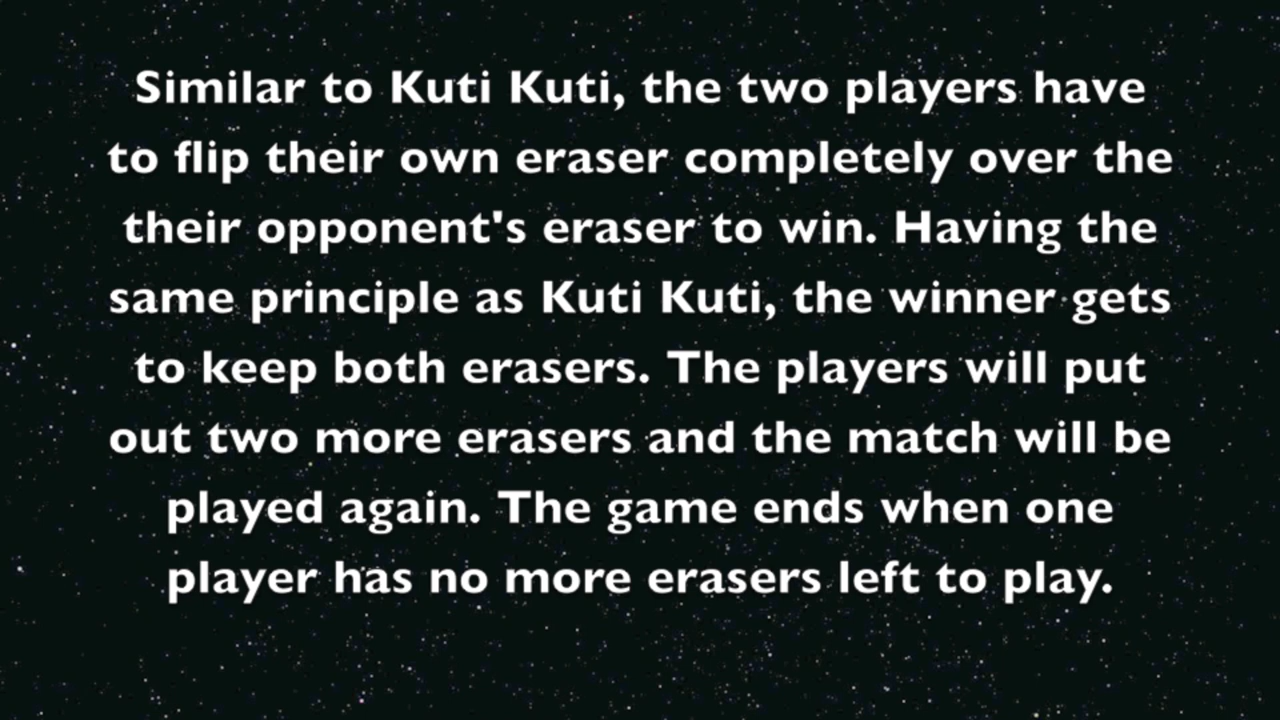 Similar to Kuti Kuti, the two players have
to flip their own eraser completely over the
their opponent's eraser to win. Having the
same principle as Kuti Kuti, the winner gets
to keep both erasers. The players will put
out two more erasers and the match will be
played again. The game ends when one
player has no more erasers left to play.